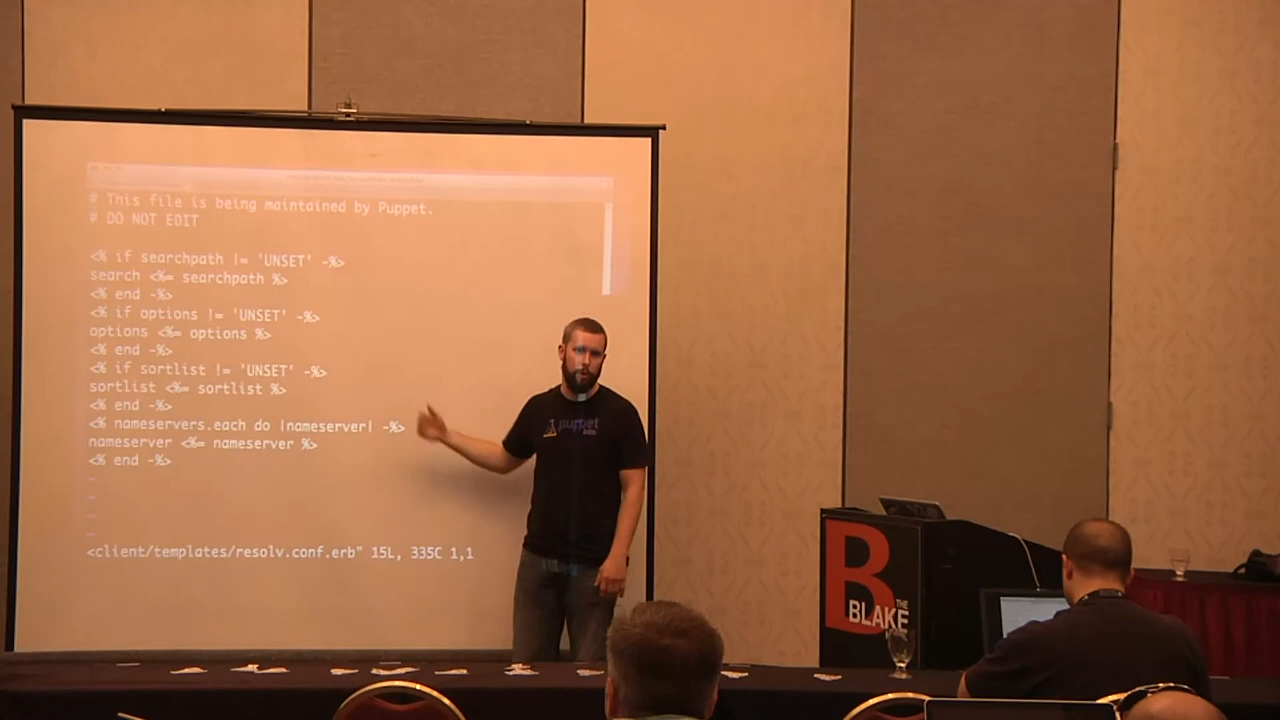 # This file is being maintained by Puppet.
# DO NOT EDIT
<% if searchpath != 'UNSET' -%>
search <%= searchpath %>
<% end -%>
<% if options != 'UNSET' -%>
options <%= options %>
<% end -%>
<% if sortlist != 'UNSET' -%>
sortlist <%= sortlist %>
<% end -%>
<% nameservers.each do |nameserver| -%>
nameserver <%= nameserver %>
<% end -%>
~
~
~
~
<client/templates/resolv.conf.erb" 15L, 335C 1,1
puppet
labs
B
THE
BLAKE